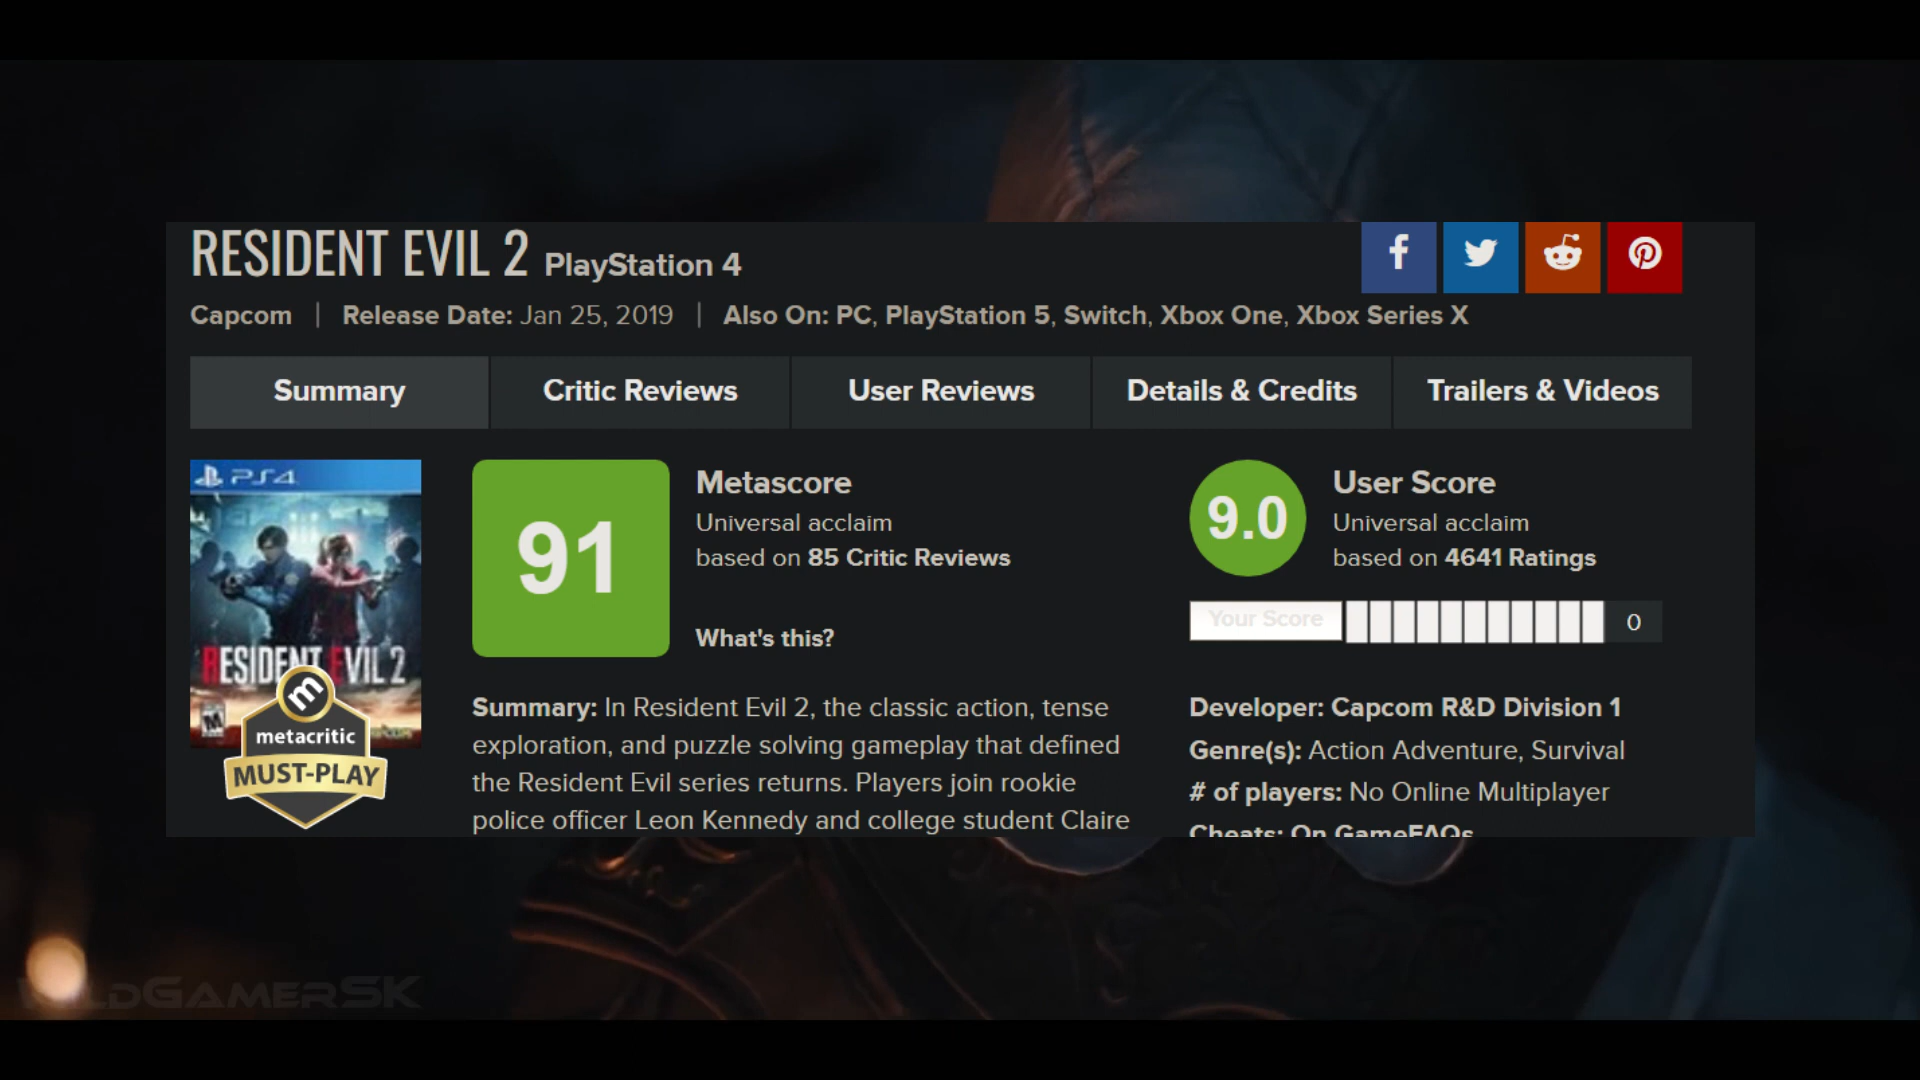 RESIDENT EVIL 2 PlayStation 4
Capcom | Release Date: Jan 25, 2019 | Also On: PC, PlayStation 5, Switch, Xbox One, Xbox Series X
Summary
Critic Reviews
User Reviews
Details & Credits
Trailers & Videos
PS4
RESIDENT EVIL 2
M
metacritic
MUST-PLAY
91
Metascore
Universal acclaim
based on 85 Critic Reviews
What's this?
Summary: In Resident Evil 2, the classic action, tense
exploration, and puzzle solving gameplay that defined
the Resident Evil series returns. Players join rookie
police officer Leon Kennedy and college student Claire
9.0
User Score
Universal acclaim
based on 4641 Ratings
Your Score
0
Developer: Capcom R&D Division 1
Genre(s): Action Adventure, Survival
# of players: No Online Multiplayer
Cheats: On GameFAQs
WildGamerSK